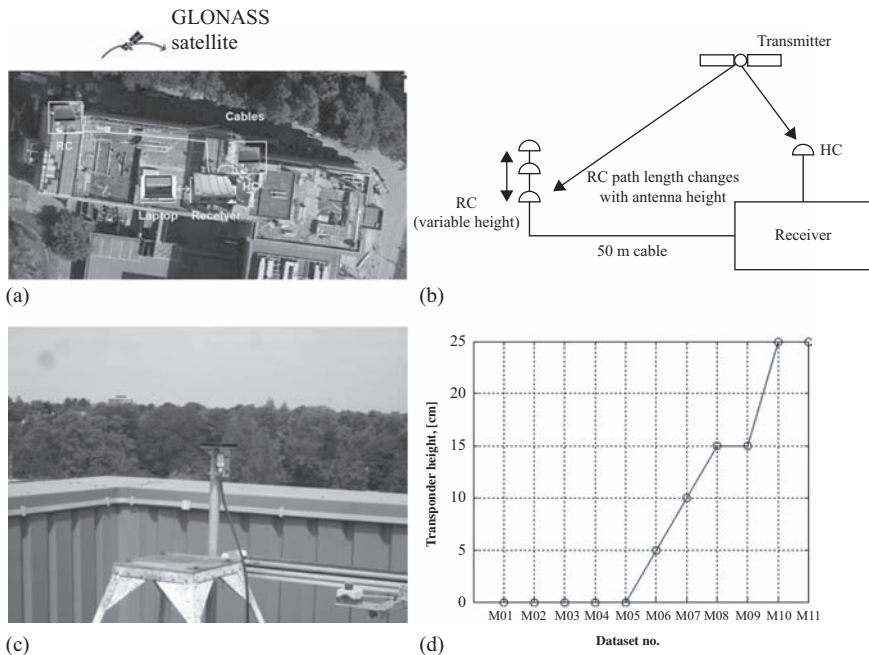 GLONASS
satellite
Cables
RC
HC
Laptop
Receiver
(a)
Transmitter
HC
RC path length changes
with antenna height
RC
(variable height)
Receiver
50 m cable
(b)
(c)
25
20
15
10
5
0
Transponder height, [cm]
M01 M02 M03 M04 M05 M06 M07 M08 M09 M10 M11
Dataset no.
(d)